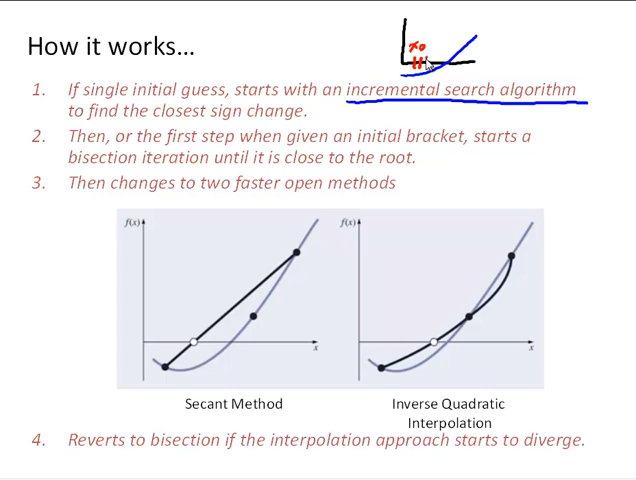 How it works...
x₀
1. If single initial guess, starts with an incremental search algorithm
to find the closest sign change.
2. Then, or the first step when given an initial bracket, starts a
bisection iteration until it is close to the root.
3. Then changes to two faster open methods
f(x) f(x)
x x
Secant Method Inverse Quadratic
Interpolation
4. Reverts to bisection if the interpolation approach starts to diverge.